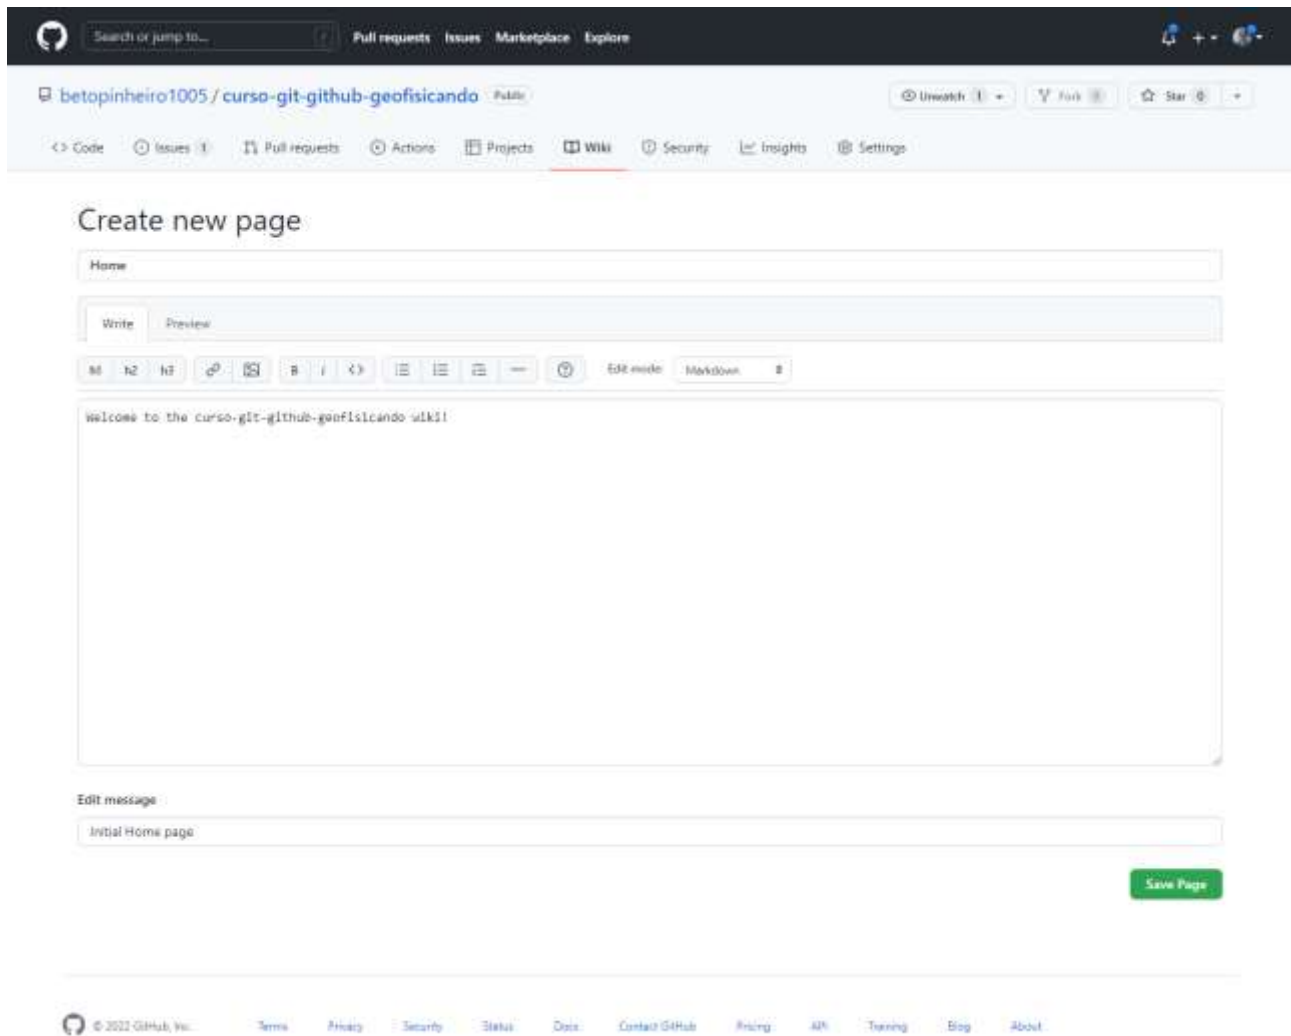 Search or jump to... / Pull requests Issues Marketplace Explore
betopinheiro1005 / curso-git-github-geofisicando Public Unwatch 1 Fork 0 Star 0
Code Issues 1 Pull requests Actions Projects Wiki Security Insights Settings
Create new page
Home
Write Preview
h1 h2 h3 B i <> Edit mode: Markdown
Welcome to the curso-git-github-geofisicando wiki!
Edit message
Initial Home page
Save Page
© 2022 GitHub, Inc. Terms Privacy Security Status Docs Contact GitHub Pricing API Training Blog About